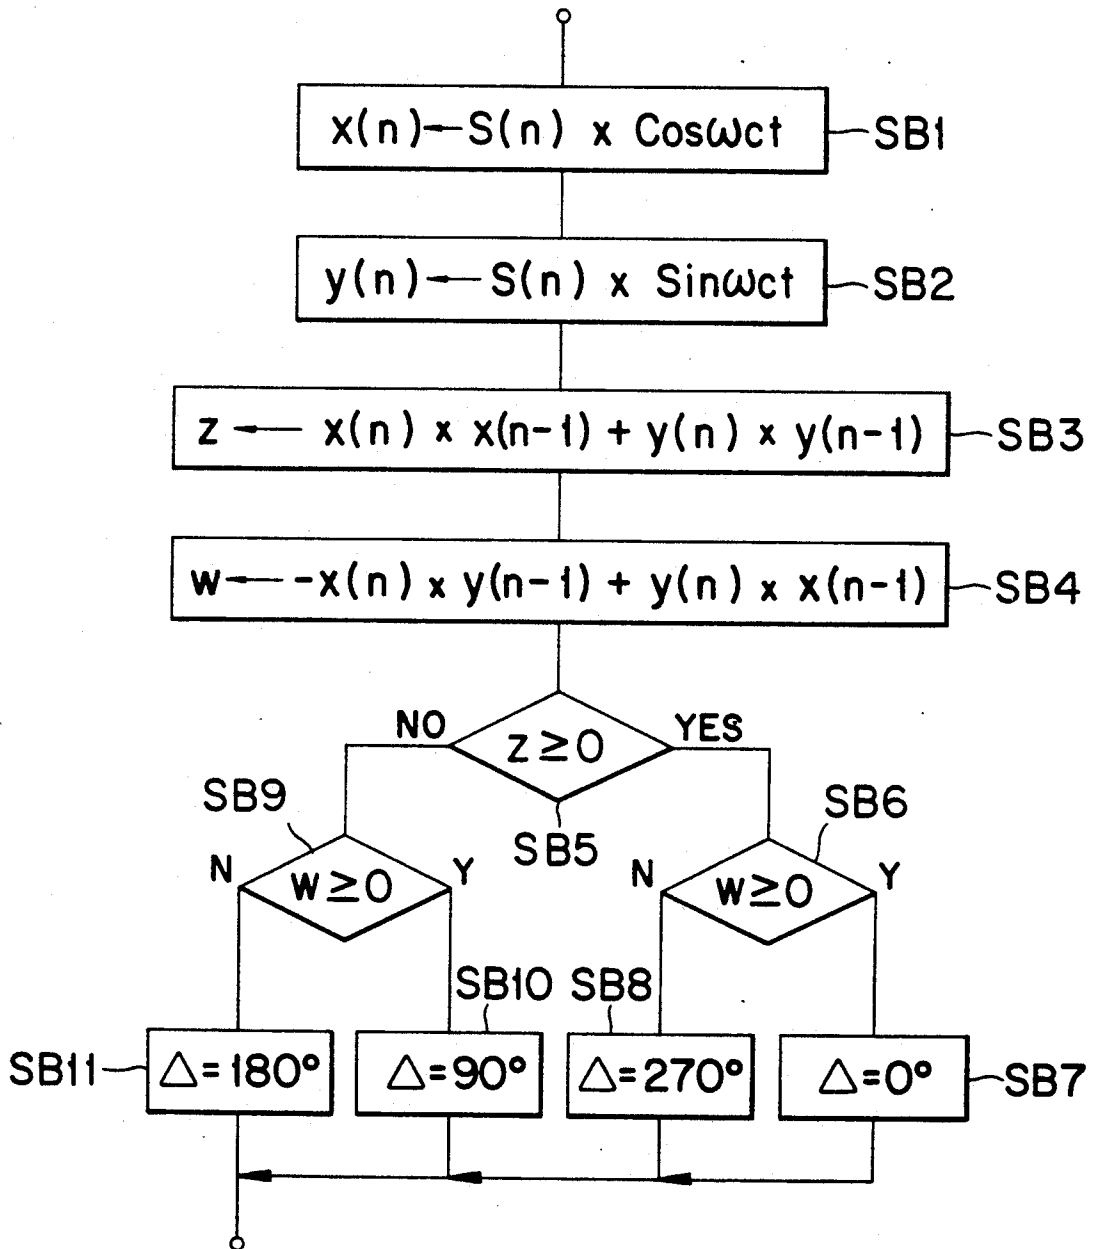 x(n)←S(n) x Cosωct
SB1
y(n)←S(n) x Sinωct
SB2
z ← x(n) x x(n-1) + y(n) x y(n-1)
SB3
w←-x(n) x y(n-1) + y(n) x x(n-1)
SB4
NO
z≥0
YES
SB5
SB9
N
w≥0
Y
SB6
N
w≥0
Y
SB10
SB8
SB11
△=180°
△=90°
△=270°
△=0°
SB7